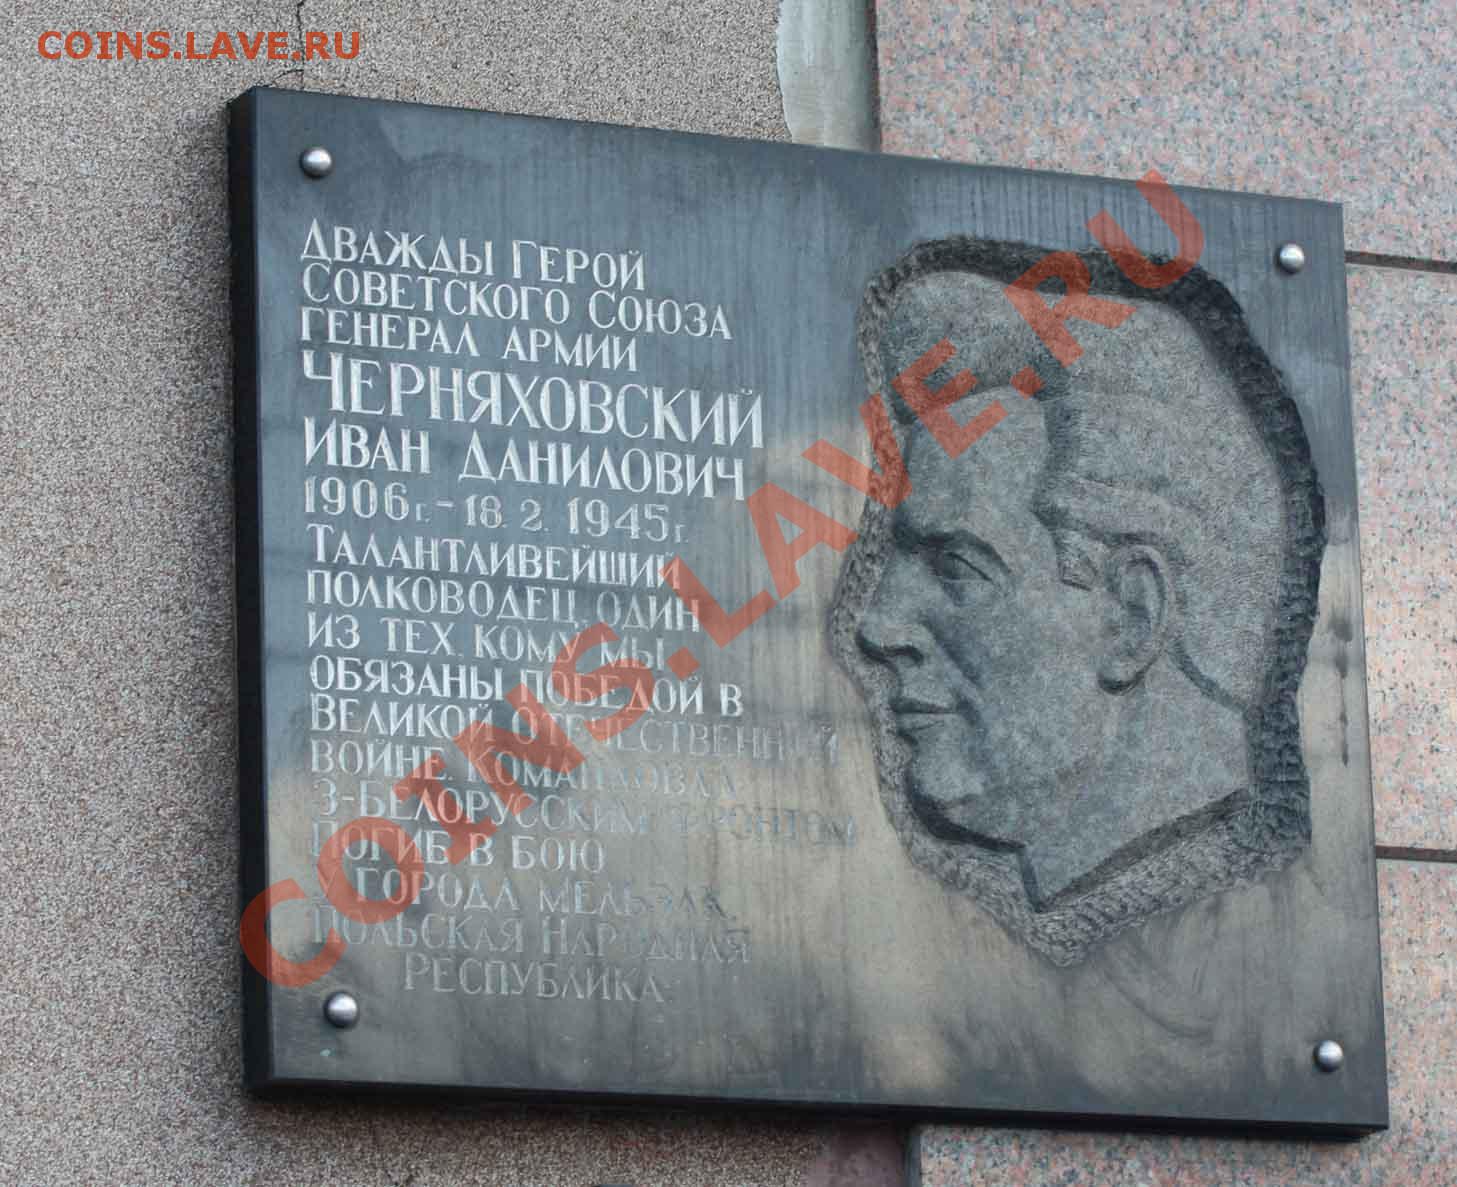 COINS.LAVE.RU
Дважды Герой
Советского Союза
генерал армии
Черняховский
Иван Данилович
1906 г. - 18. 2. 1945 г.
Талантливейший
полководец, один
из тех, кому мы
обязаны победой в
Великой Отечественной
войне. Командовал
3-Белорусским фронтом
Погиб в бою
у города Мельзак,
Польская Народная
Республика.
COINS.LAVE.RU